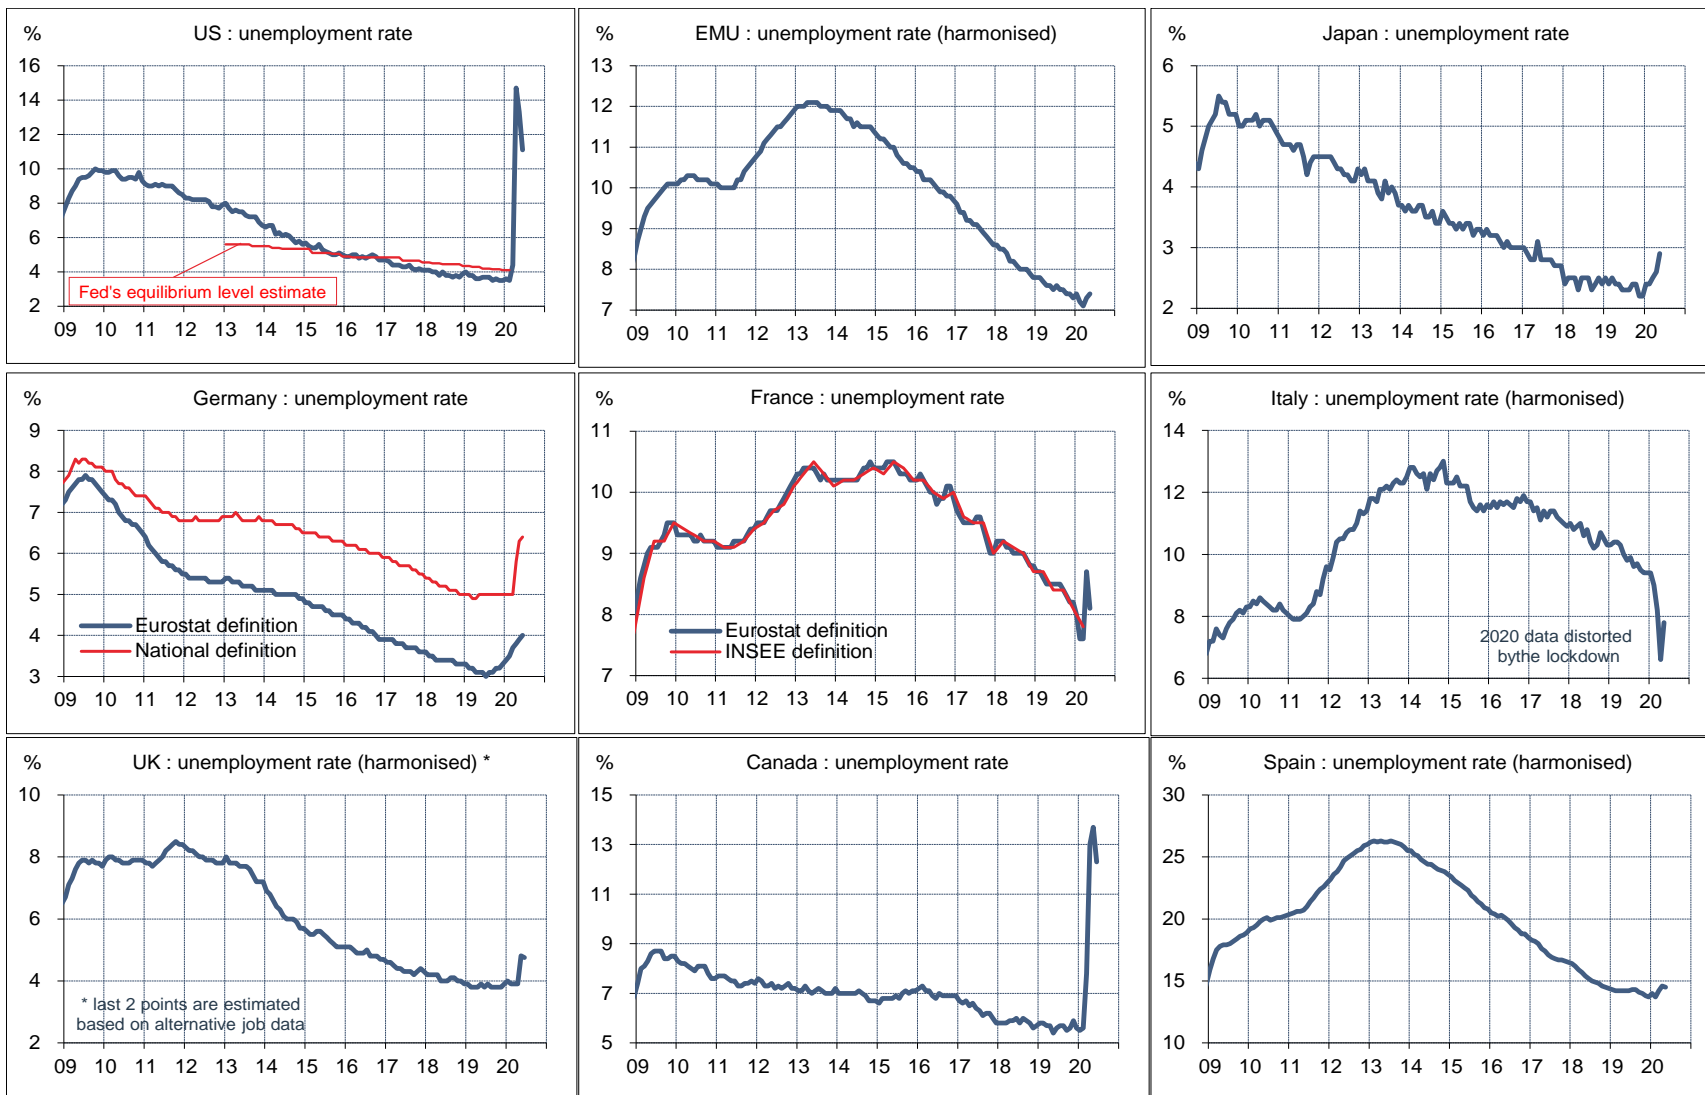 % US : unemployment rate
16
14
12
10
8
6
4
2
Fed's equilibrium level estimate
09 10 11 12 13 14 15 16 17 18 19 20
% EMU : unemployment rate (harmonised)
13
12
11
10
9
8
7
09 10 11 12 13 14 15 16 17 18 19 20
% Japan : unemployment rate
6
5
4
3
2
09 10 11 12 13 14 15 16 17 18 19 20
% Germany : unemployment rate
9
8
7
6
5
4
3
Eurostat definition
National definition
09 10 11 12 13 14 15 16 17 18 19 20
% France : unemployment rate
11
10
9
8
7
Eurostat definition
INSEE definition
09 10 11 12 13 14 15 16 17 18 19 20
% Italy : unemployment rate (harmonised)
14
12
10
8
6
2020 data distorted
bythe lockdown
09 10 11 12 13 14 15 16 17 18 19 20
% UK : unemployment rate (harmonised) *
10
8
6
4
2
* last 2 points are estimated
based on alternative job data
09 10 11 12 13 14 15 16 17 18 19 20
% Canada : unemployment rate
15
13
11
9
7
5
09 10 11 12 13 14 15 16 17 18 19 20
% Spain : unemployment rate (harmonised)
30
25
20
15
10
09 10 11 12 13 14 15 16 17 18 19 20